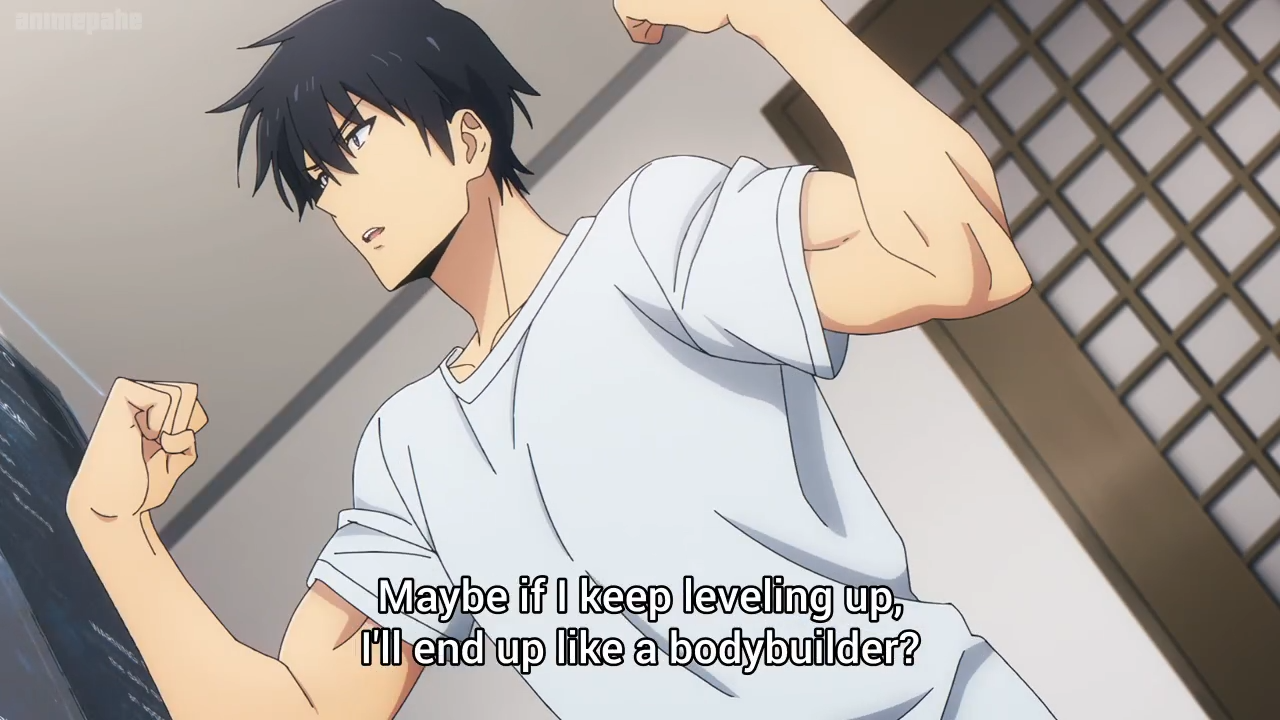 animepahe
Maybe if I keep leveling up,
I'll end up like a bodybuilder?